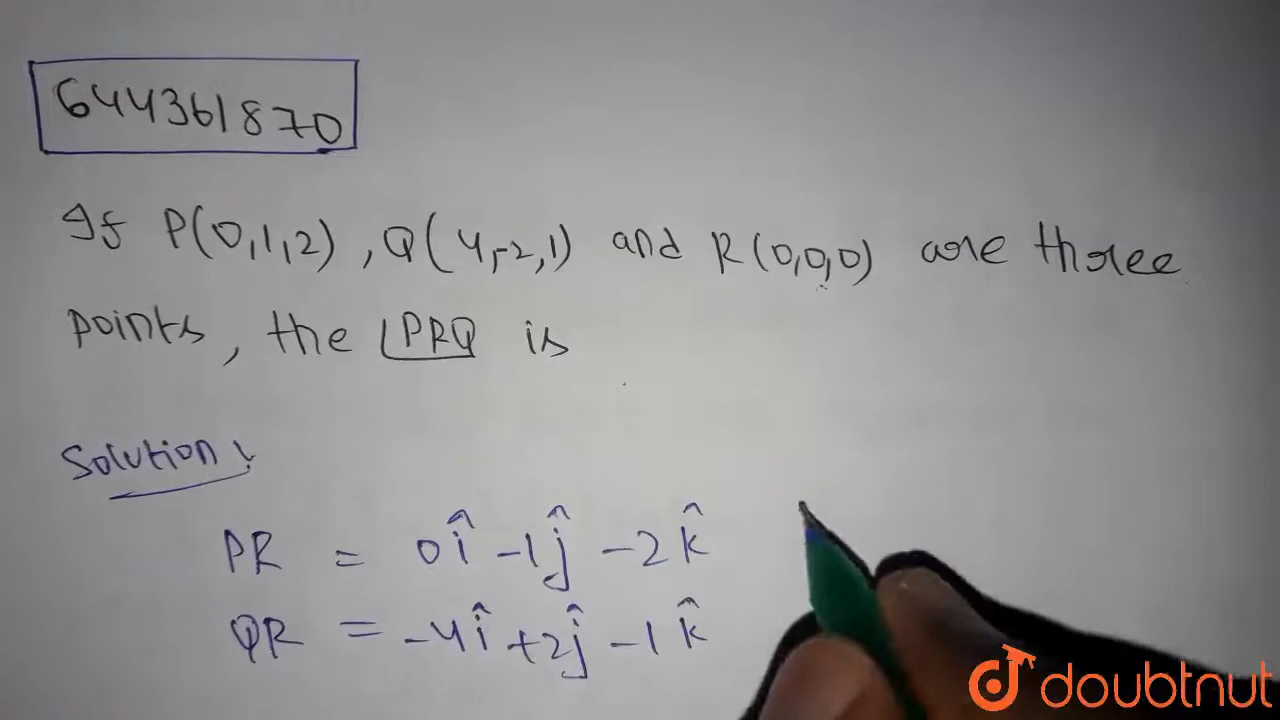 644361870
If P(0,1,2), Q(4,-2,1) and R(0,0,0) are three
points, the ∠PRQ is
Solution:
PR = 0î - 1ĵ - 2k̂
QR = -4î + 2ĵ - 1k̂
doubtnut